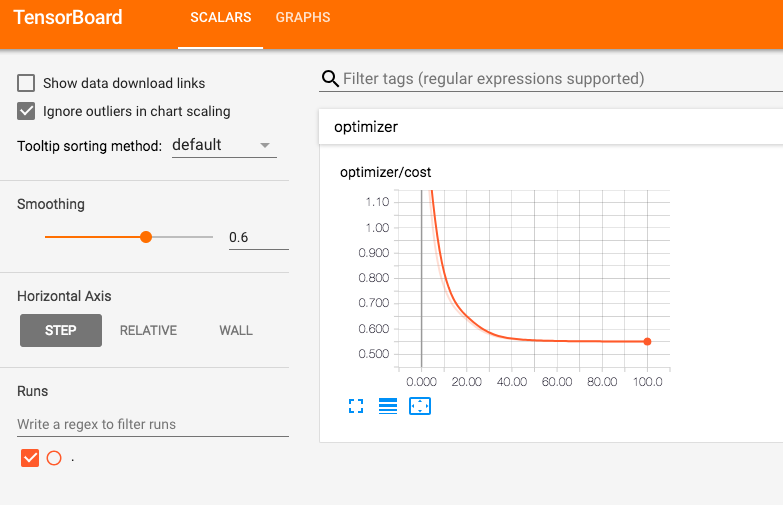 TensorBoard SCALARS GRAPHS
Show data download links
Ignore outliers in chart scaling
Tooltip sorting method: default
Smoothing
0.6
Horizontal Axis
STEP RELATIVE WALL
Runs
Write a regex to filter runs
.
Filter tags (regular expressions supported)
optimizer
optimizer/cost
1.10
1.00
0.900
0.800
0.700
0.600
0.500
0.000 20.00 40.00 60.00 80.00 100.0